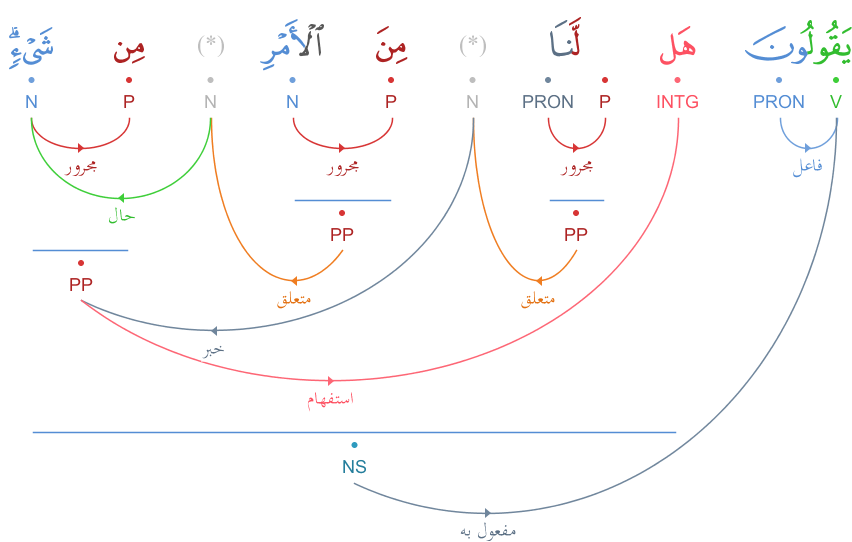 يَقُولُونَ هَل لَّنَا (*) مِنَ ٱلْأَمْرِ (*) مِن شَىْءٍۢ ۗ
V PRON INTG P PRON N P N N P N
فاعل مجرور مجرور مجرور
حال
PP PP
PP
متعلق متعلق
خبر
استفهام
NS
مفعول به